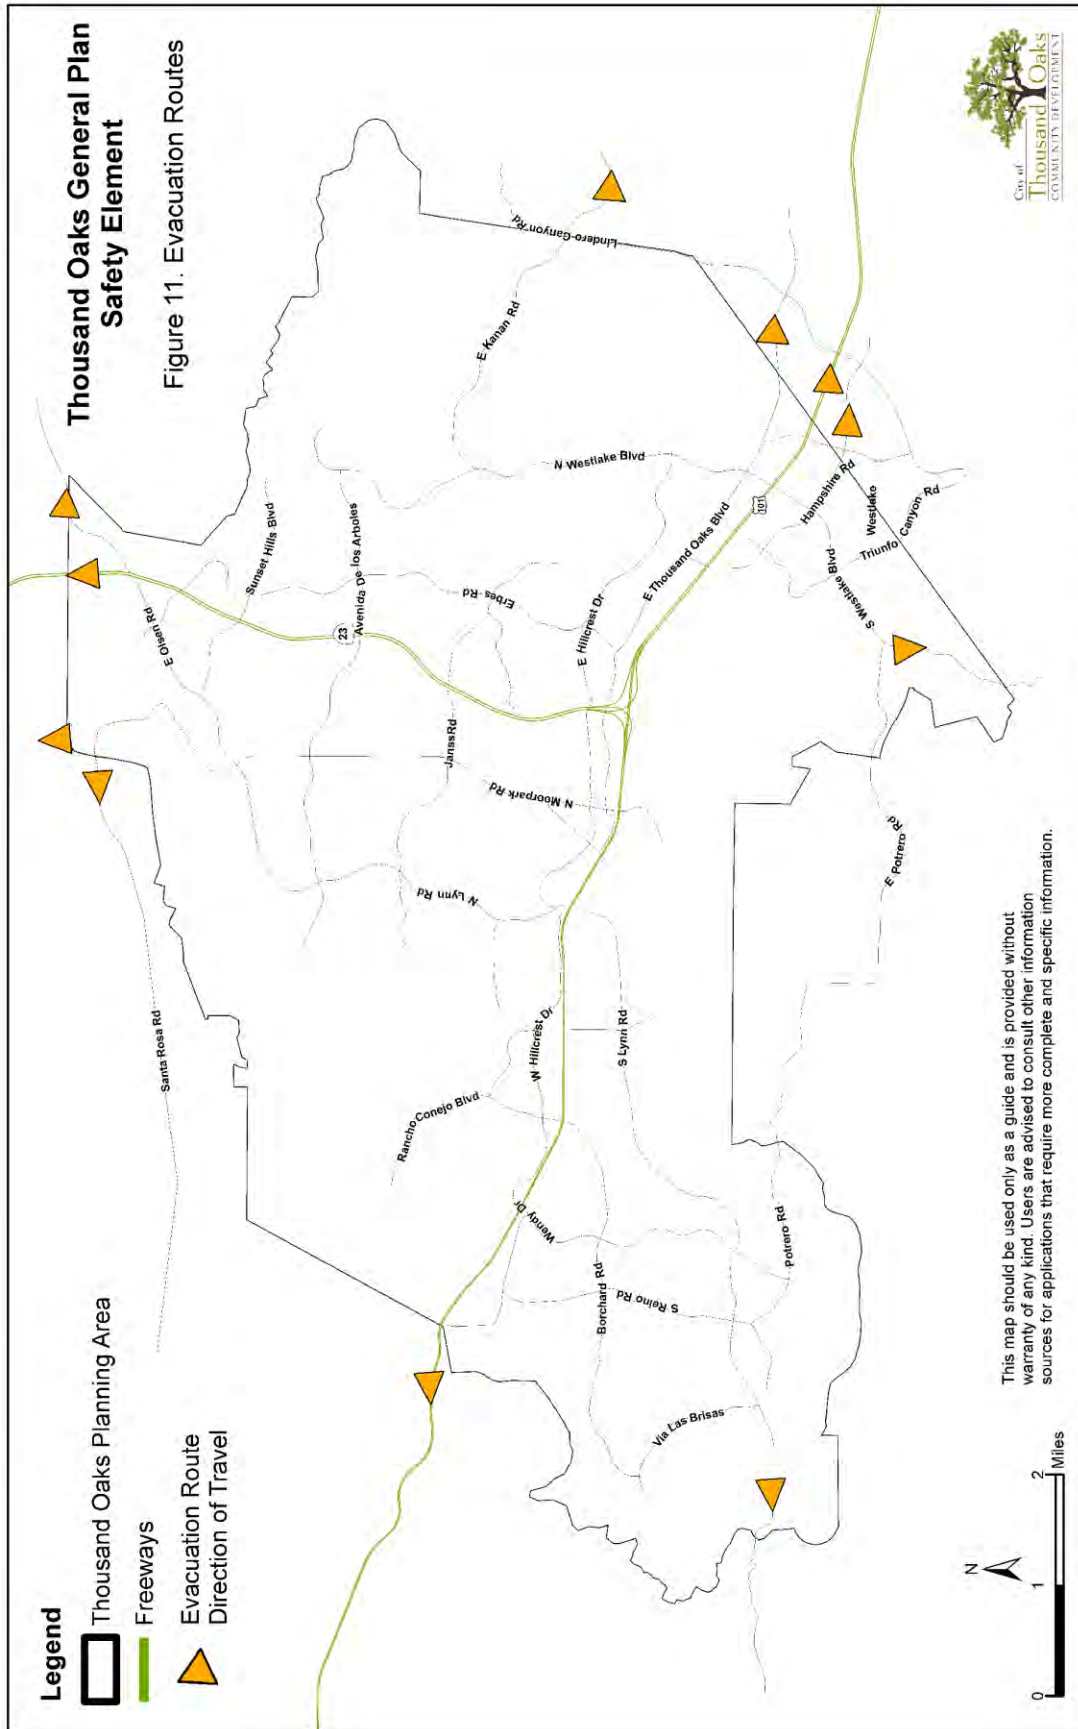 Thousand Oaks General Plan
Safety Element
Figure 11. Evacuation Routes
Legend
Thousand Oaks Planning Area
Freeways
Evacuation Route
Direction of Travel
Santa Rosa Rd
E Olsen Rd
Sunset Hills Blvd
23
Avenida De los Arboles
Erbes Rd
Janss Rd
N Moorpark Rd
N Lynn Rd
E Kanan Rd
Lindero Canyon Rd
N Westlake Blvd
E Hillcrest Dr
E Thousand Oaks Blvd
101
Hampshire Rd
Westlake
Triunfo Canyon Rd
S Westlake Blvd
E Potrero Rd
Rancho Conejo Blvd
W Hillcrest Dr
S Lynn Rd
Wendy Dr
Borchard Rd
S Reino Rd
Potrero Rd
Via Las Brisas
N
0 1 2
Miles
This map should be used only as a guide and is provided without
warranty of any kind. Users are advised to consult other information
sources for applications that require more complete and specific information.
City of
Thousand Oaks
COMMUNITY DEVELOPMENT